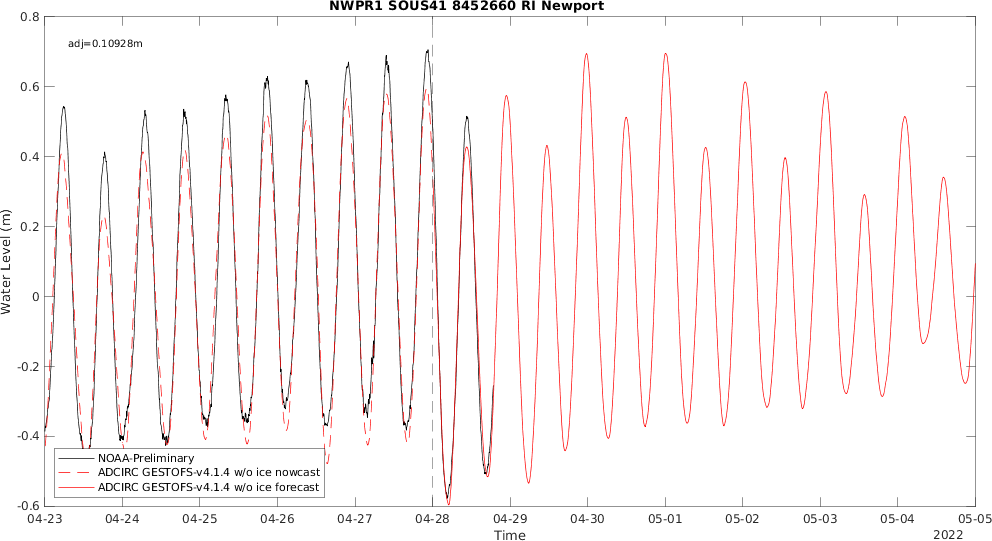 NWPR1 SOUS41 8452660 RI Newport
adj=0.10928m
Water Level (m)
0.8
0.6
0.4
0.2
0
-0.2
-0.4
-0.6
NOAA-Preliminary
ADCIRC GESTOFS-v4.1.4 w/o ice nowcast
ADCIRC GESTOFS-v4.1.4 w/o ice forecast
04-23 04-24 04-25 04-26 04-27 04-28 04-29 04-30 05-01 05-02 05-03 05-04 05-05
Time
2022